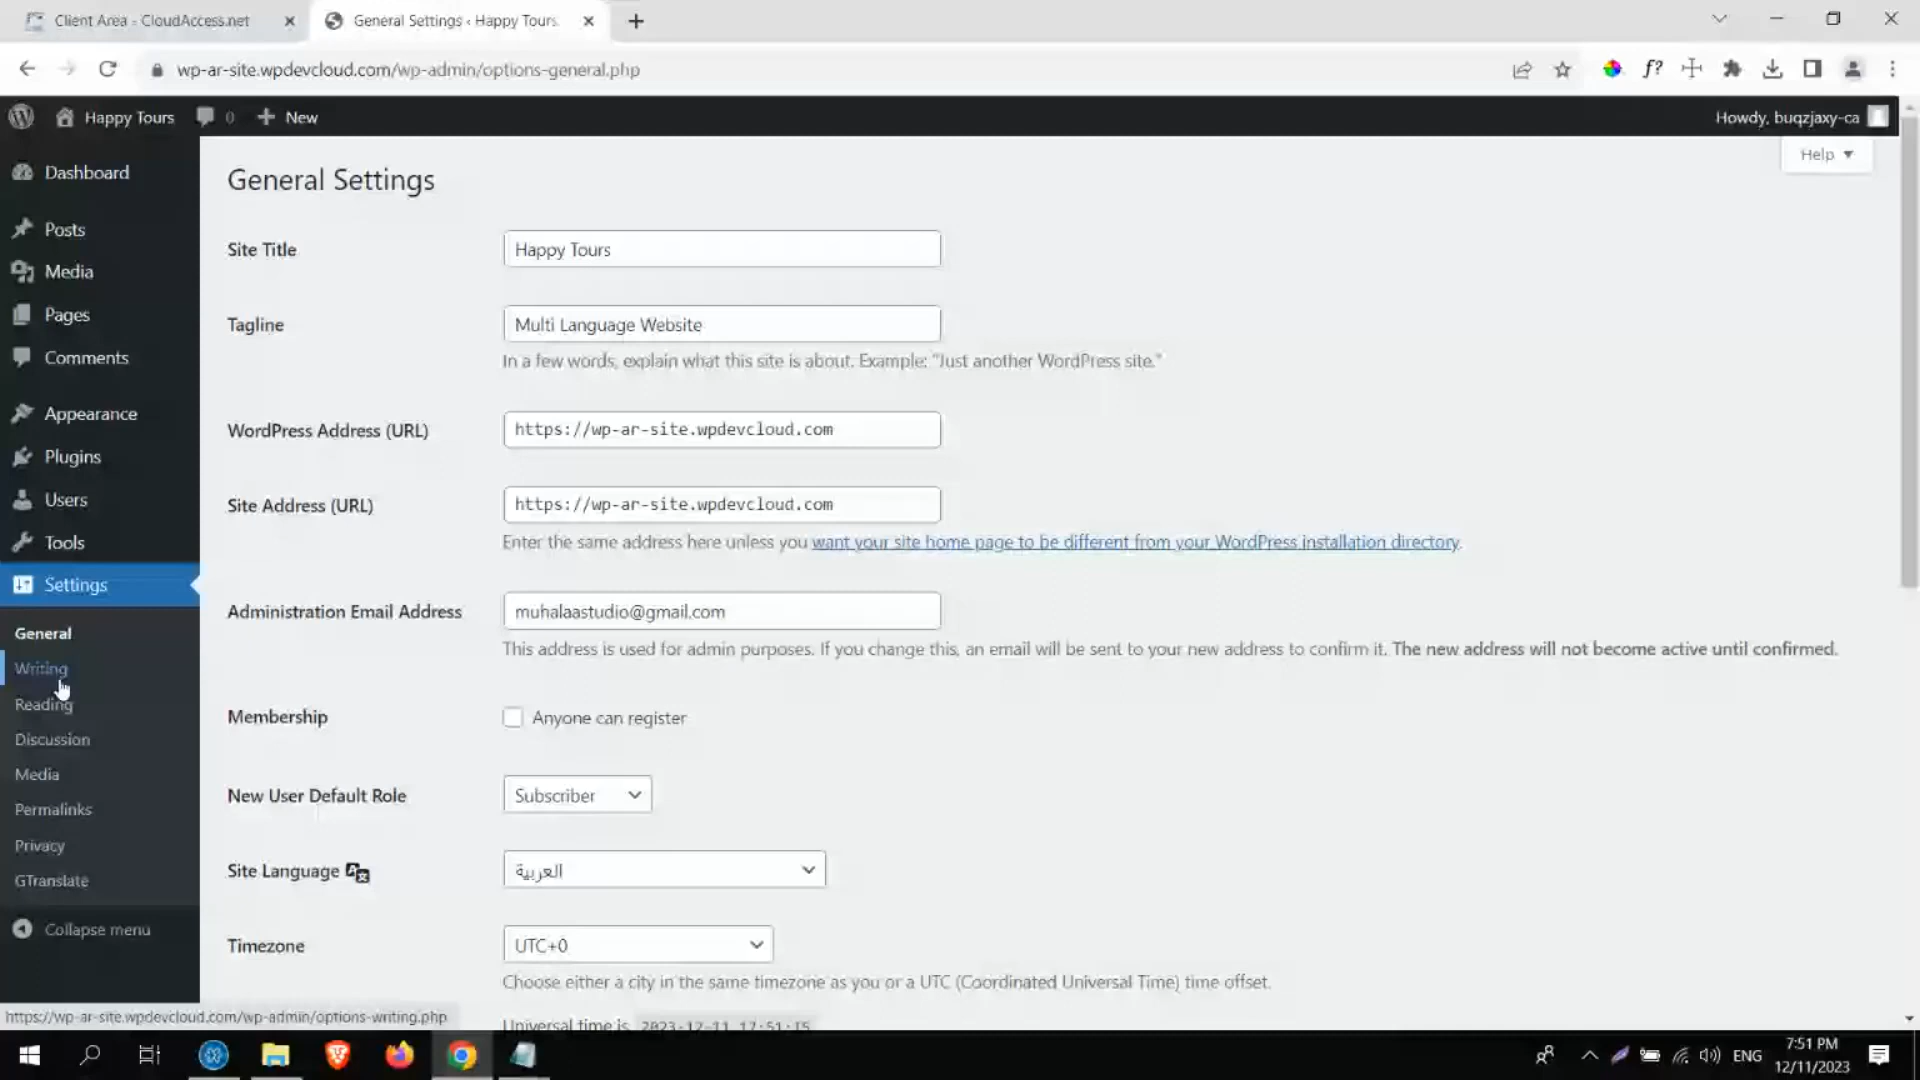 Client Area - CloudAccess.net
General Settings ‹ Happy Tours
wp-ar-site.wpdevcloud.com/wp-admin/options-general.php
f?
Happy Tours
0
New
Howdy, buqzjaxy-ca
Help
Dashboard
Posts
Media
Pages
Comments
Appearance
Plugins
Users
Tools
Settings
General
Writing
Reading
Discussion
Media
Permalinks
Privacy
GTranslate
Collapse menu
General Settings
Site Title
Happy Tours
Tagline
Multi Language Website
In a few words, explain what this site is about. Example: “Just another WordPress site.”
WordPress Address (URL)
https://wp-ar-site.wpdevcloud.com
Site Address (URL)
https://wp-ar-site.wpdevcloud.com
Enter the same address here unless you want your site home page to be different from your WordPress installation directory.
Administration Email Address
muhalaastudio@gmail.com
This address is used for admin purposes. If you change this, an email will be sent to your new address to confirm it. The new address will not become active until confirmed.
Membership
Anyone can register
New User Default Role
Subscriber
Site Language
العربية
Timezone
UTC+0
Choose either a city in the same timezone as you or a UTC (Coordinated Universal Time) time offset.
Universal time is 2023-12-11 17:51:15
https://wp-ar-site.wpdevcloud.com/wp-admin/options-writing.php
ENG
7:51 PM
12/11/2023